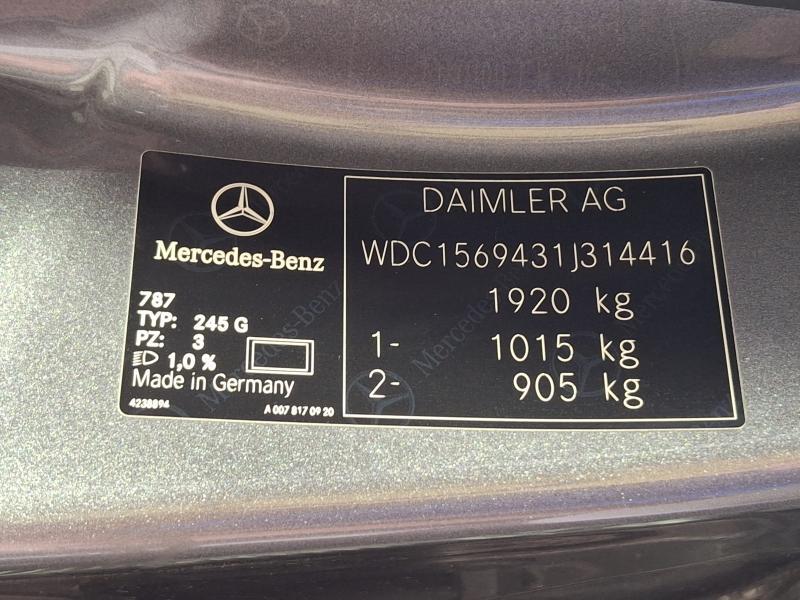 Mercedes-Benz
787
TYP: 245 G
PZ: 3
1,0 %
Made in Germany
4238894
A 007 817 09 20
DAIMLER AG
WDC1569431J314416
1920 kg
1- 1015 kg
2- 905 kg